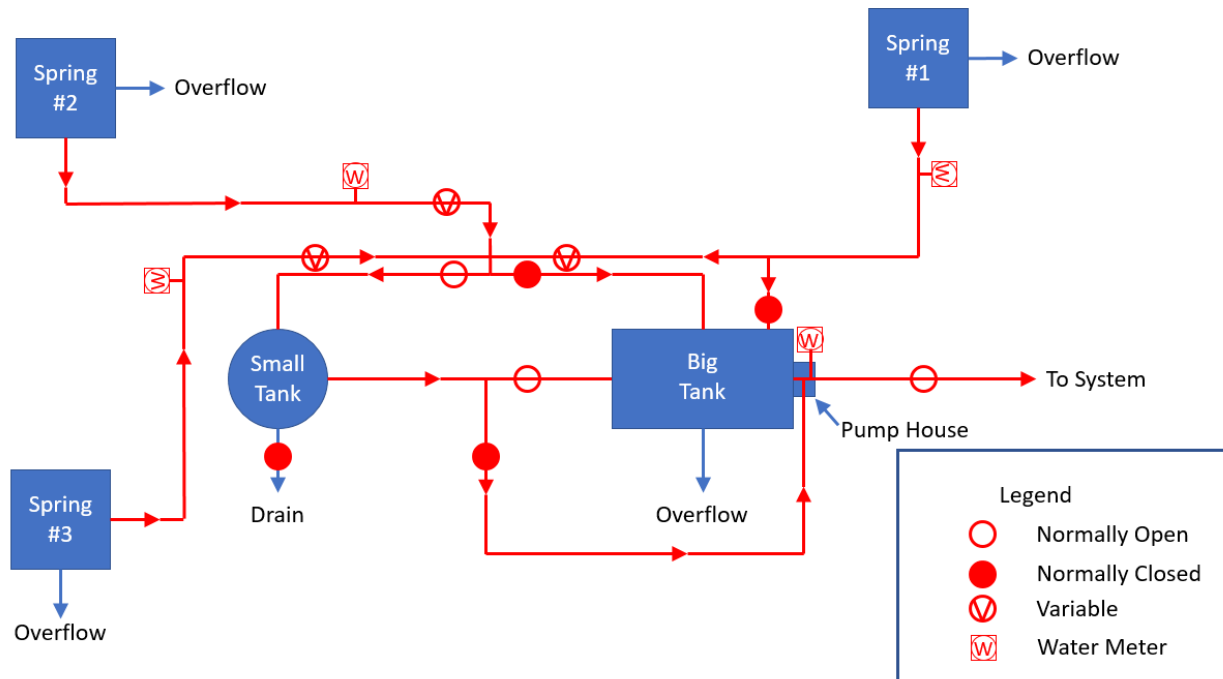 Spring
#2
Overflow
Spring
#1
Overflow
W
V
W
V
V
W
Small
Tank
Big
Tank
W
To System
Pump House
Drain
Overflow
Spring
#3
Overflow
Legend
Normally Open
Normally Closed
V
Variable
W
Water Meter